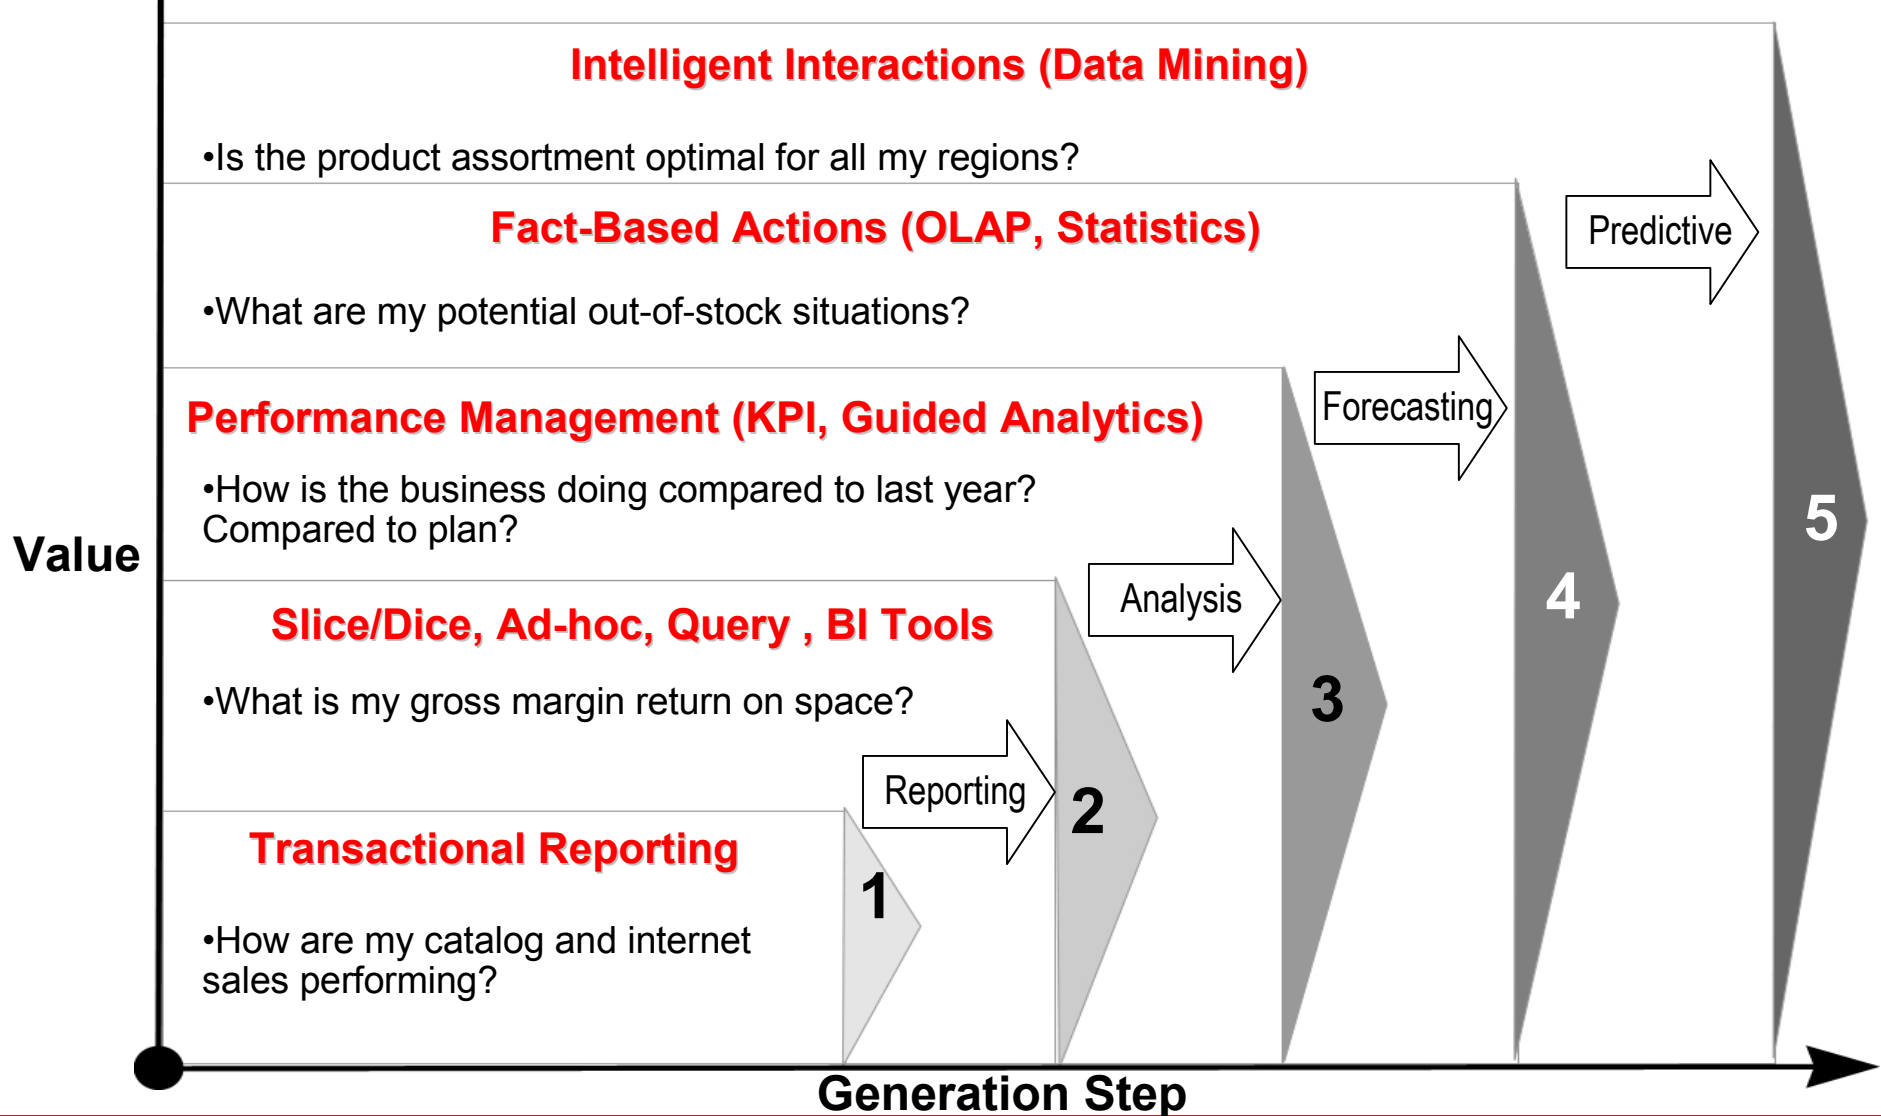 Intelligent Interactions (Data Mining)
•Is the product assortment optimal for all my regions?
Predictive
Fact-Based Actions (OLAP, Statistics)
•What are my potential out-of-stock situations?
Forecasting
Performance Management (KPI, Guided Analytics)
•How is the business doing compared to last year?
Compared to plan?
Value
5
4
Analysis
Slice/Dice, Ad-hoc, Query , BI Tools
•What is my gross margin return on space?
3
Reporting
2
Transactional Reporting
1
•How are my catalog and internet
sales performing?
Generation Step